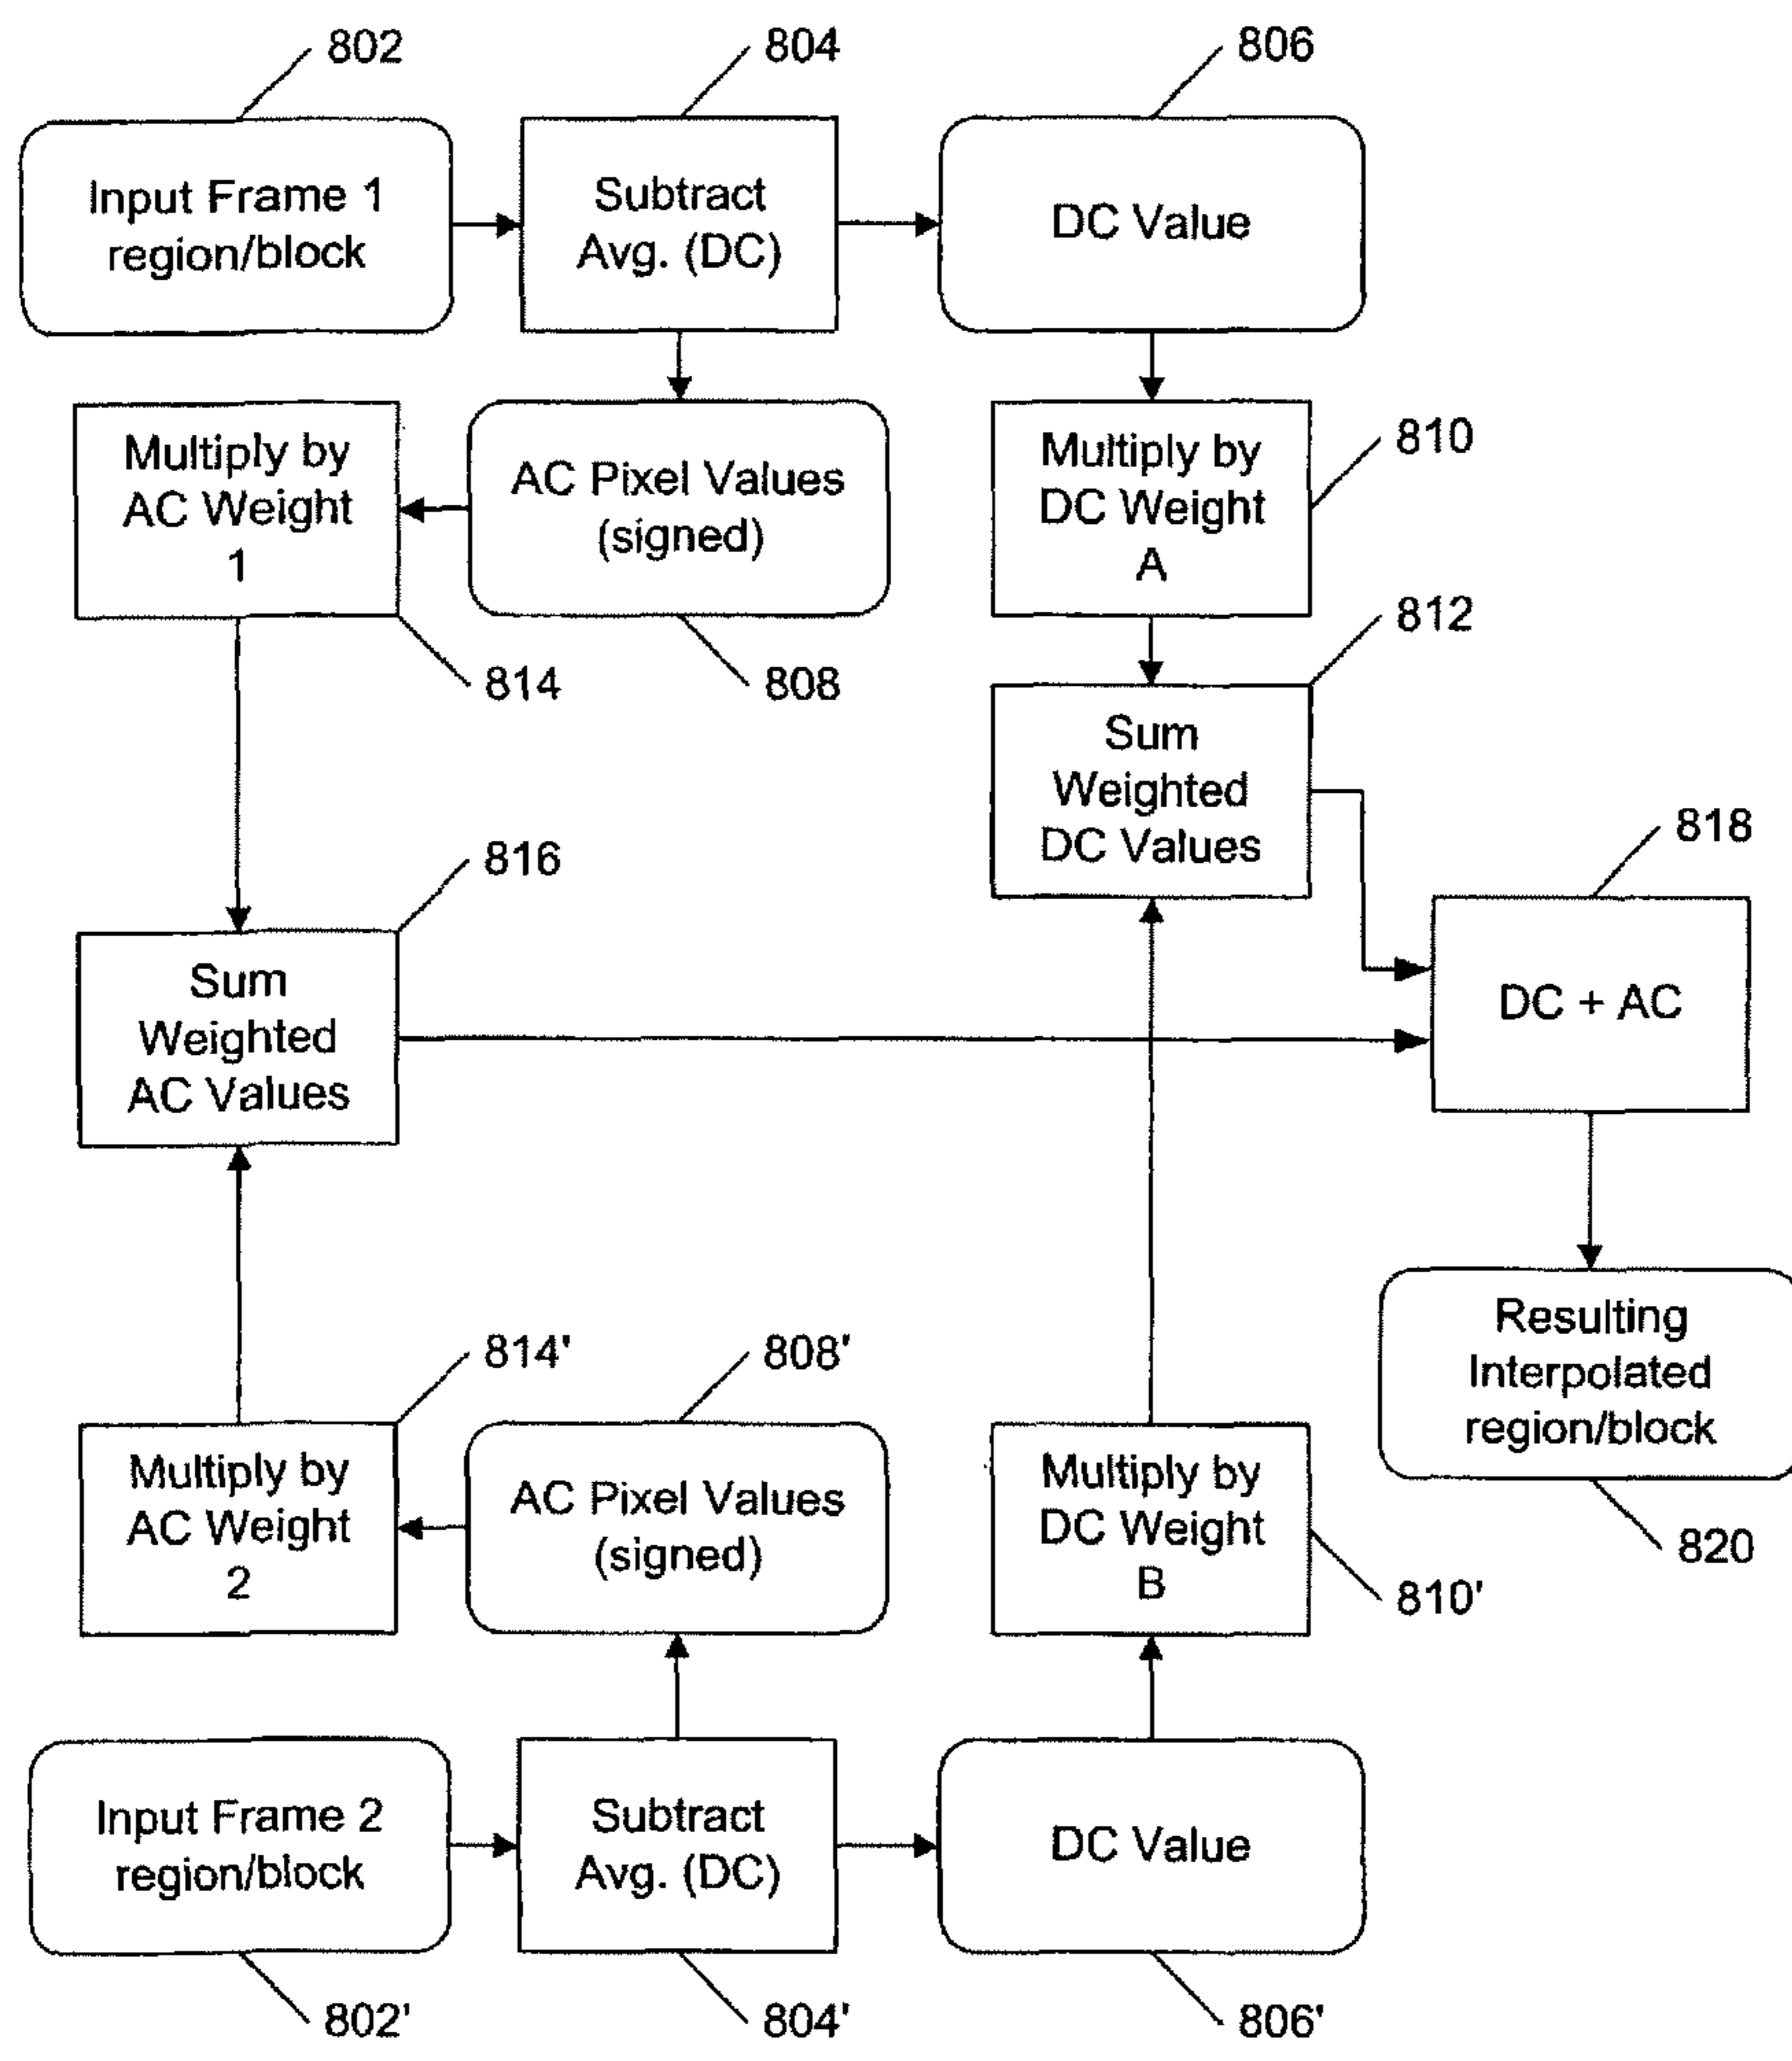 802
804
806
Input Frame 1
region/block
Subtract
Avg. (DC)
DC Value
Multiply by
AC Weight
1
AC Pixel Values
(signed)
Multiply by
DC Weight
A
810
814
808
812
Sum
Weighted
DC Values
816
818
Sum
Weighted
AC Values
DC + AC
814'
808'
Resulting
Interpolated
region/block
Multiply by
AC Weight
2
AC Pixel Values
(signed)
Multiply by
DC Weight
B
820
810'
Input Frame 2
region/block
Subtract
Avg. (DC)
DC Value
802'
804'
806'